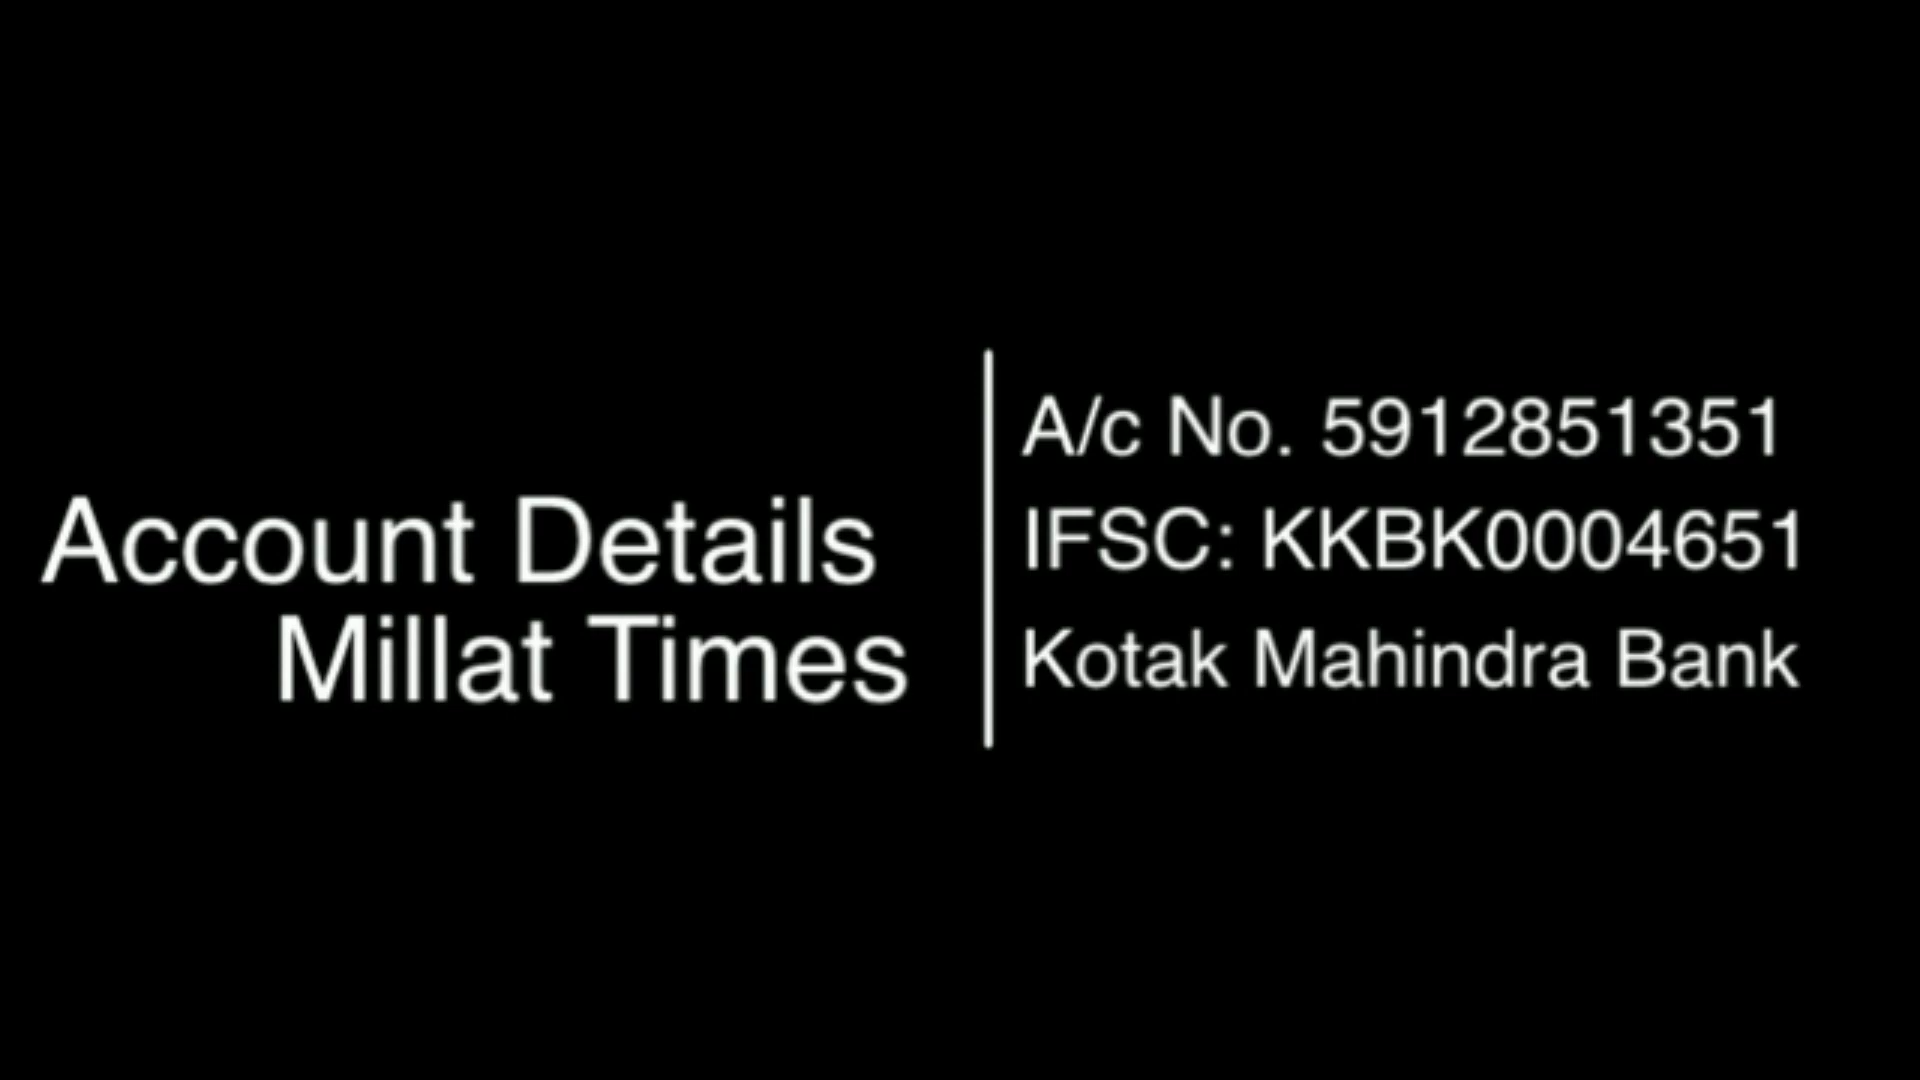 Account Details
Millat Times
A/c No. 5912851351
IFSC: KKBK0004651
Kotak Mahindra Bank